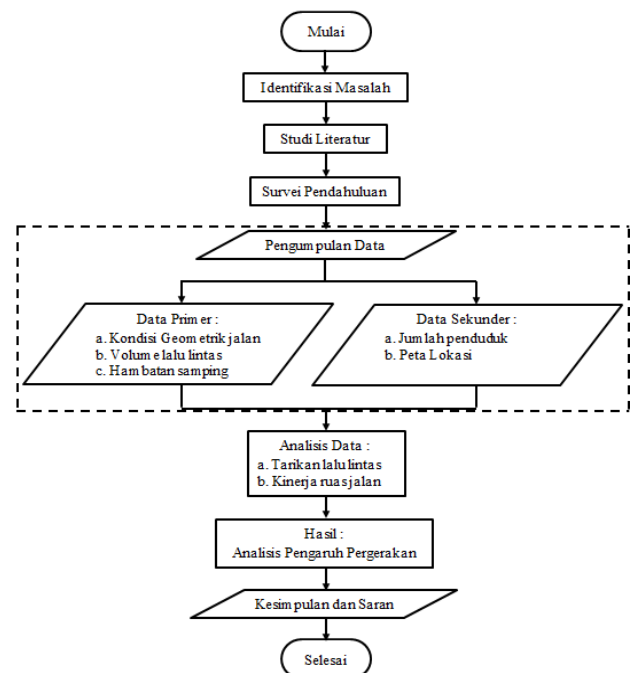 Mulai
Identifikasi Masalah
Studi Literatur
Survei Pendahuluan
Pengumpulan Data
Data Primer :
a. Kondisi Geometrik jalan
b. Volume lalu lintas
c. Hambatan samping
Data Sekunder :
a. Jumlah penduduk
b. Peta Lokasi
Analisis Data :
a. Tarikan lalu lintas
b. Kinerja ruas jalan
Hasil :
Analisis Pengaruh Pergerakan
Kesimpulan dan Saran
Selesai